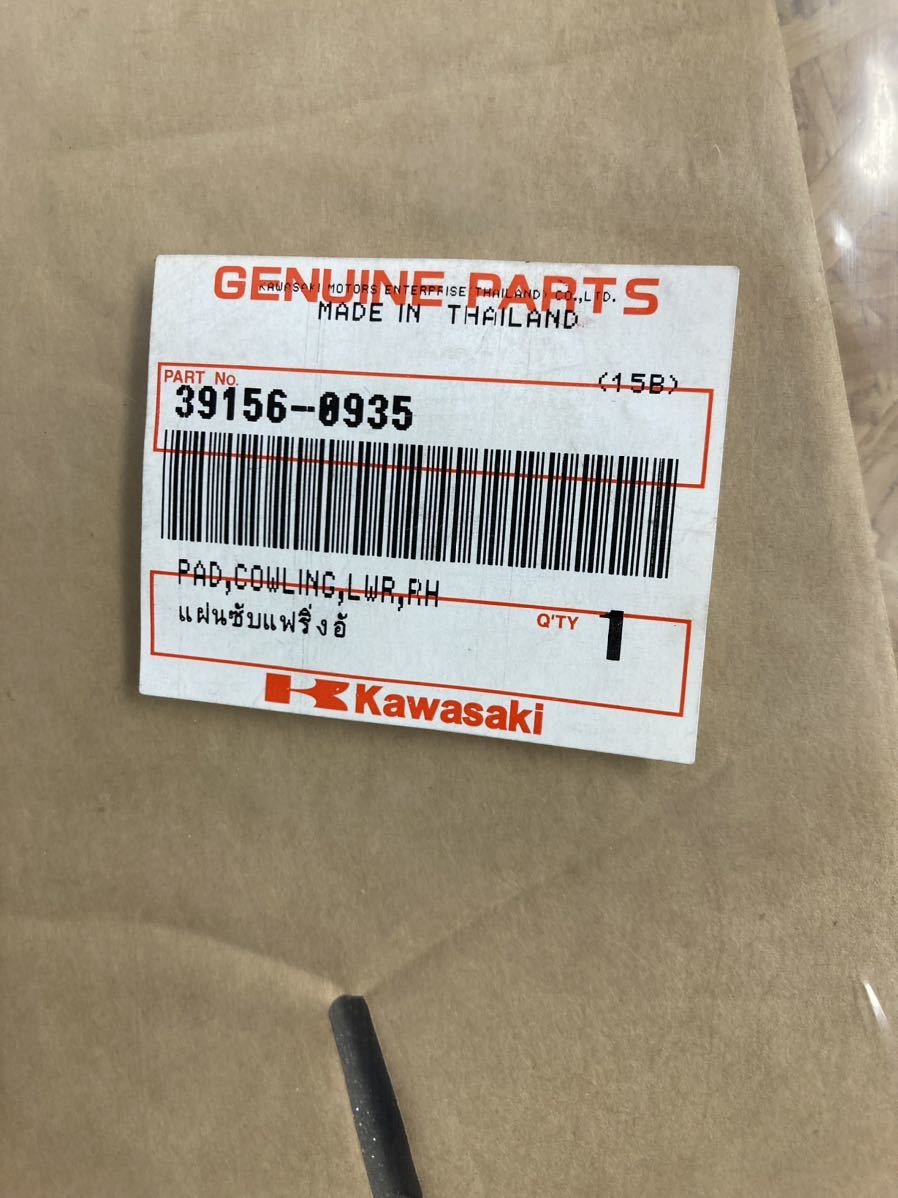 GENUINE PARTS
KAWASAKI MOTORS ENTERPRISE(THAILAND) CO.,LTD.
MADE IN THAILAND
(15B)
PART No.
39156-0935
PAD,COWLING,LWR,RH
แผ่นซับแฟริ่งอั
Q'TY 1
Kawasaki